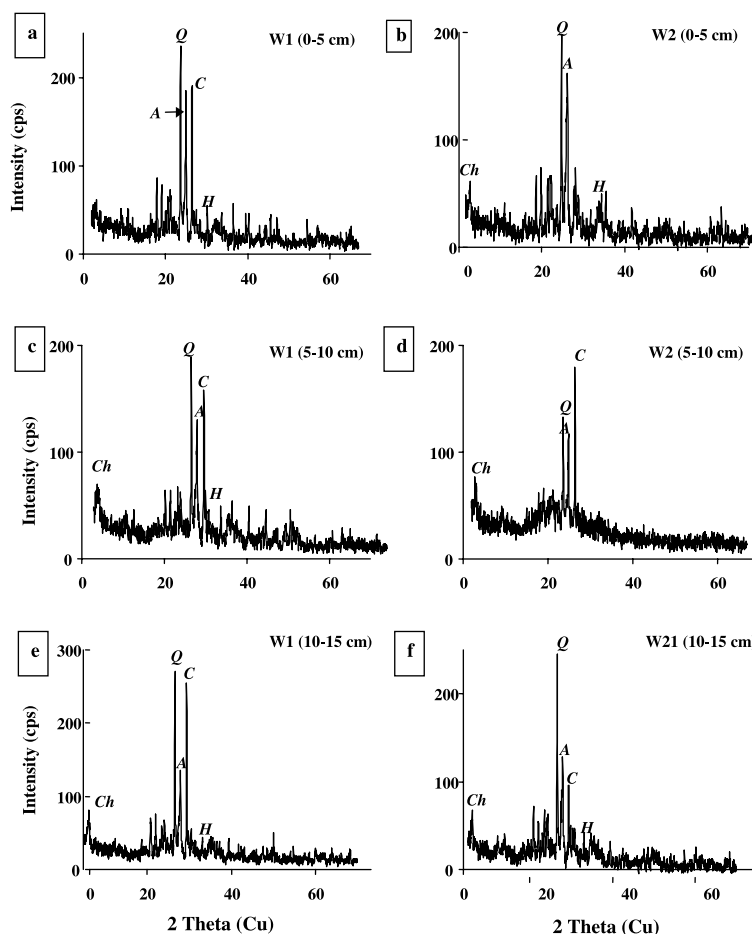 a
W1 (0-5 cm)
Q
A
C
H
Intensity (cps)
200
100
0
20
40
60
b
W2 (0-5 cm)
Q
A
Ch
H
200
100
0
0
20
40
60
c
W1 (5-10 cm)
Q
C
A
Ch
H
Intensity (cps)
200
100
0
0
20
40
60
d
W2 (5-10 cm)
C
Q
A
Ch
200
100
0
0
20
40
60
e
W1 (10-15 cm)
Q
C
A
Ch
H
Intensity (cps)
300
200
100
0
0
20
40
60
2 Theta (Cu)
f
W21 (10-15 cm
Q
A
C
Ch
H
200
100
0
0
20
40
60
2 Theta (Cu)